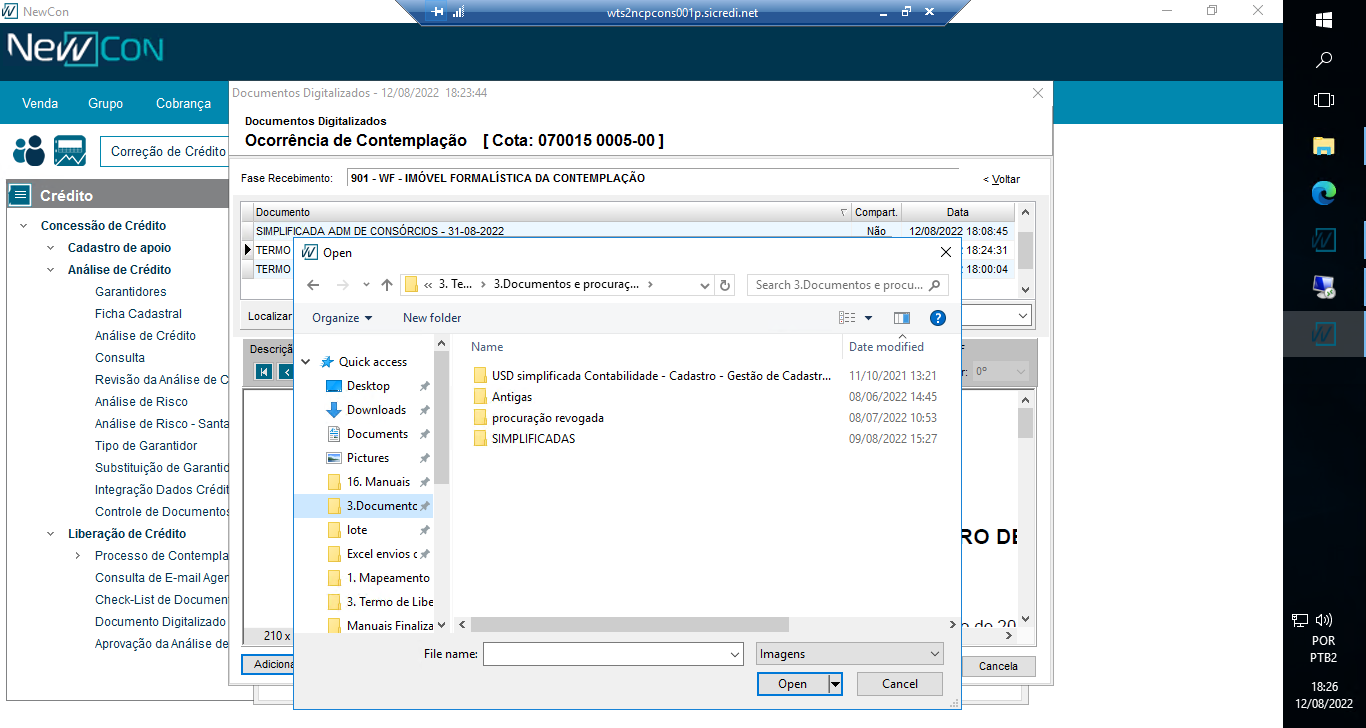 NewCon
wts2ncpcons001p.sicredi.net
NewCon
Venda Grupo Cobrança
Correção de Crédito
Crédito
Concessão de Crédito
Cadastro de apoio
Análise de Crédito
Garantidores
Ficha Cadastral
Análise de Crédito
Consulta
Revisão da Análise de C
Análise de Risco
Análise de Risco - Santa
Tipo de Garantidor
Substituição de Garantid
Integração Dados Crédit
Controle de Documentos
Liberação de Crédito
Processo de Contempla
Consulta de E-mail Agen
Check-List de Documen
Documento Digitalizado
Aprovação da Análise de
Documentos Digitalizados - 12/08/2022 18:23:44
Documentos Digitalizados
Ocorrência de Contemplação [ Cota: 070015 0005-00 ]
Fase Recebimento: 901 - WF - IMÓVEL FORMALÍSTICA DA CONTEMPLAÇÃO
< Voltar
Documento Compart. Data
SIMPLIFICADA ADM DE CONSÓRCIOS - 31-08-2022 Não 12/08/2022 18:08:45
TERMO 2 18:24:31
TERMO 2 18:00:04
Localizar
Descriçã
r: 0º
RO DE
o de 20
210 x
Adiciona
Cancela
Open
« 3. Te... › 3.Documentos e procuraç... ›
Search 3.Documentos e procu...
Organize New folder
Quick access
Desktop
Downloads
Documents
Pictures
16. Manuais
3.Documento
lote
Excel envios c
1. Mapeamento
3. Termo de Libe
Manuais Finaliza
Name Date modified
USD simplificada Contabilidade - Cadastro - Gestão de Cadastr... 11/10/2021 13:21
Antigas 08/06/2022 14:45
procuração revogada 08/07/2022 10:53
SIMPLIFICADAS 09/08/2022 15:27
File name:
Imagens
Open Cancel
POR
PTB2
18:26
12/08/2022